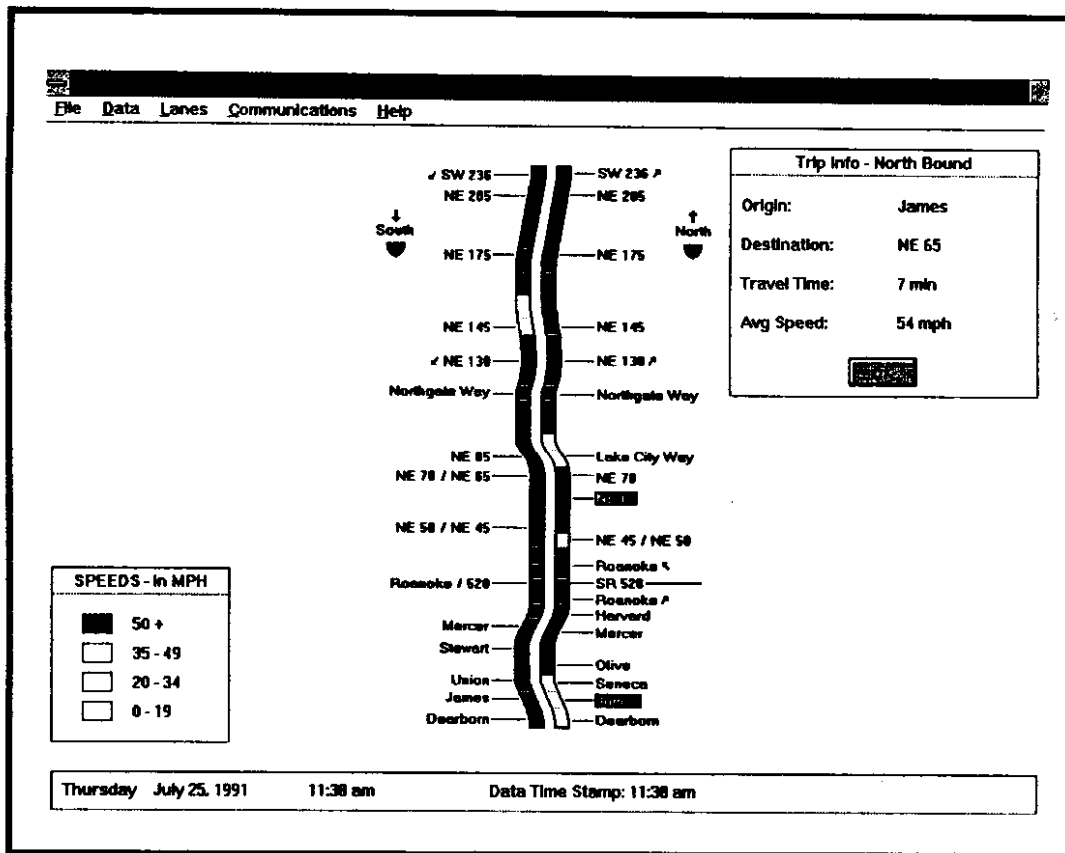 File Data Lanes Communications Help
↙ SW 236
NE 205
↓
South
NE 175
NE 145
↙ NE 130
Northgate Way
NE 85
NE 70 / NE 65
NE 50 / NE 45
Roanoke / 520
Mercer
Stewart
Union
James
Dearborn
SW 236 ↗
NE 205
↑
North
NE 175
NE 145
NE 130 ↗
Northgate Way
Lake City Way
NE 70
NE 45 / NE 50
Roanoke ↖
SR 520
Roanoke ↗
Harvard
Mercer
Olive
Seneca
Dearborn
Trip Info - North Bound
Origin: James
Destination: NE 65
Travel Time: 7 min
Avg Speed: 54 mph
SPEEDS - in MPH
50 +
35 - 49
20 - 34
0 - 19
Thursday July 25, 1991 11:38 am Data Time Stamp: 11:38 am